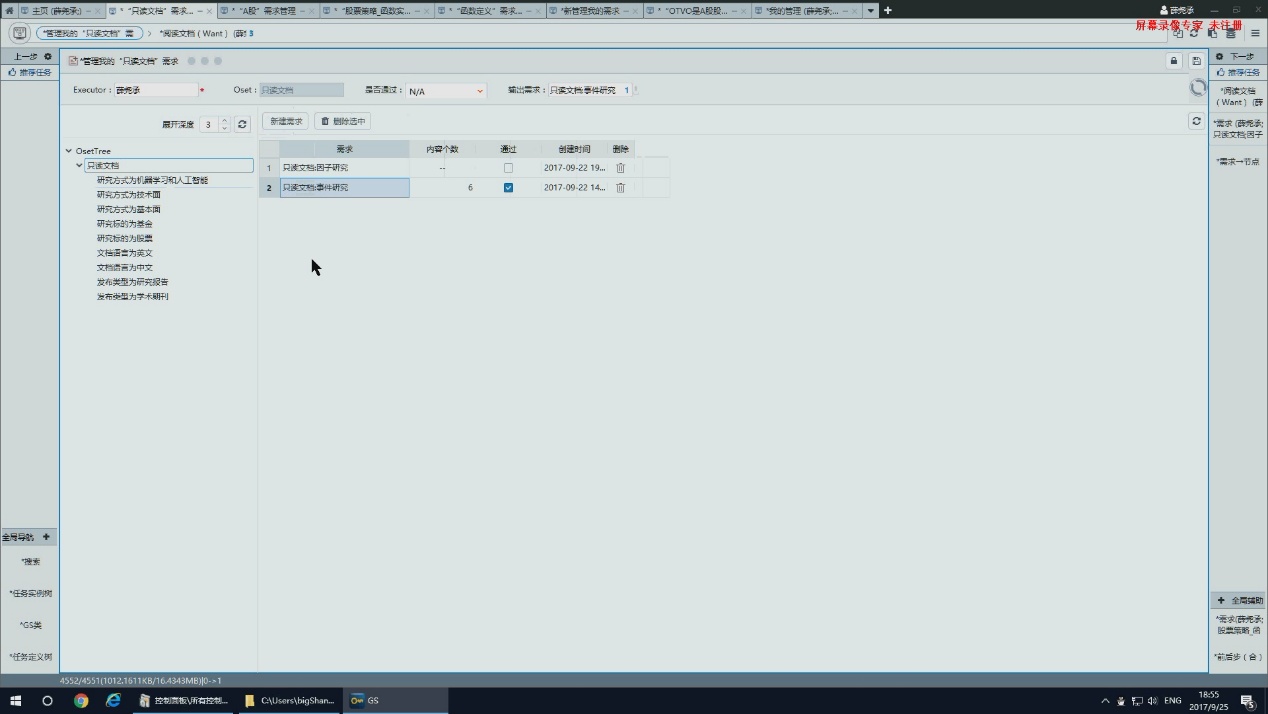 主页 (薛尧承;)
* "只读文档" 需求...
* "A股" 需求管理
* "股票策略_函数实...
* "函数定义" 需求...
*新管理我的需求
* "OTVO是A股股...
*我的管理 (薛尧承;...
薛尧承
屏幕录像专家 未注册
*管理我的 "只读文档" 需
*阅读文档 ( Want )
3
上一步
推荐任务
*管理我的 "只读文档" 需求
下一步
推荐任务
Executor : 薛尧承 *
Oset : 只读文档
是否通过 : N/A
输出需求 : 只读文档;事件研究 1
*阅读文档
( Want ) (薛
*需求 (薛尧承;
只读文档;因子
*需求→节点
展开深度 3
新建需求
删除选中
OsetTree
只读文档
研究方式为机器学习和人工智能
研究方式为技术面
研究方式为基本面
研究标的为基金
研究标的为股票
文档语言为英文
文档语言为中文
发布类型为研究报告
发布类型为学术期刊
需求 内容个数 通过 创建时间 删除
1 只读文档;因子研究 -- 2017-09-22 19...
2 只读文档;事件研究 6 2017-09-22 14...
全局导航
*搜索
*任务实例树
*GS类
*任务定义树
全局辅助
*需求(薛尧承;
股票策略_函
*前后步 ( 合 )
4552/4551(1012.1611KB/16.4343MB)|0->1
控制面板\所有控制...
C:\Users\bigShan...
GS
ENG
18:55
2017/9/25
5